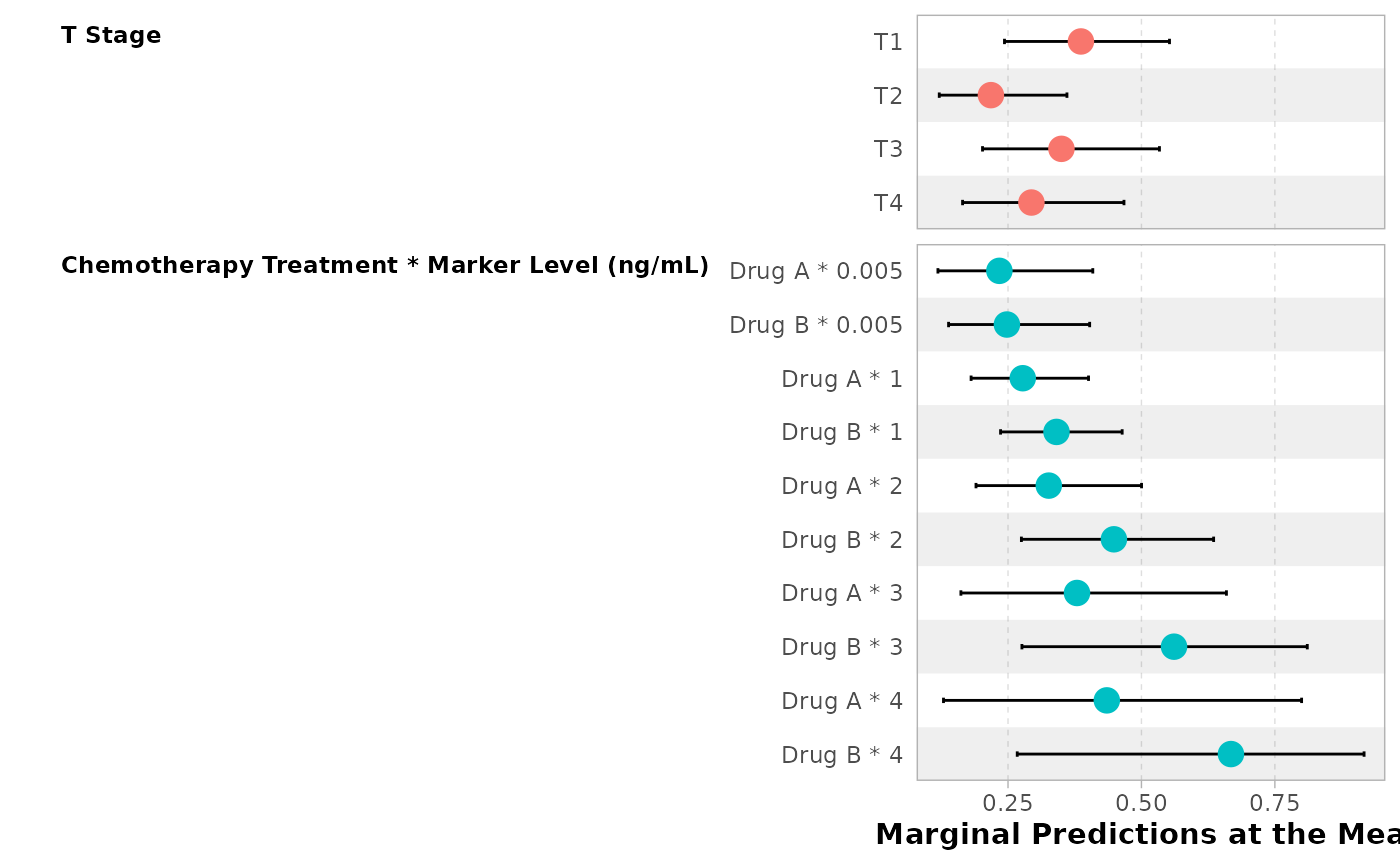 T Stage
T1
T2
T3
T4
Chemotherapy Treatment * Marker Level (ng/mL)
Drug A * 0.005
Drug B * 0.005
Drug A * 1
Drug B * 1
Drug A * 2
Drug B * 2
Drug A * 3
Drug B * 3
Drug A * 4
Drug B * 4
0.25 0.50 0.75
Marginal Predictions at the Mea